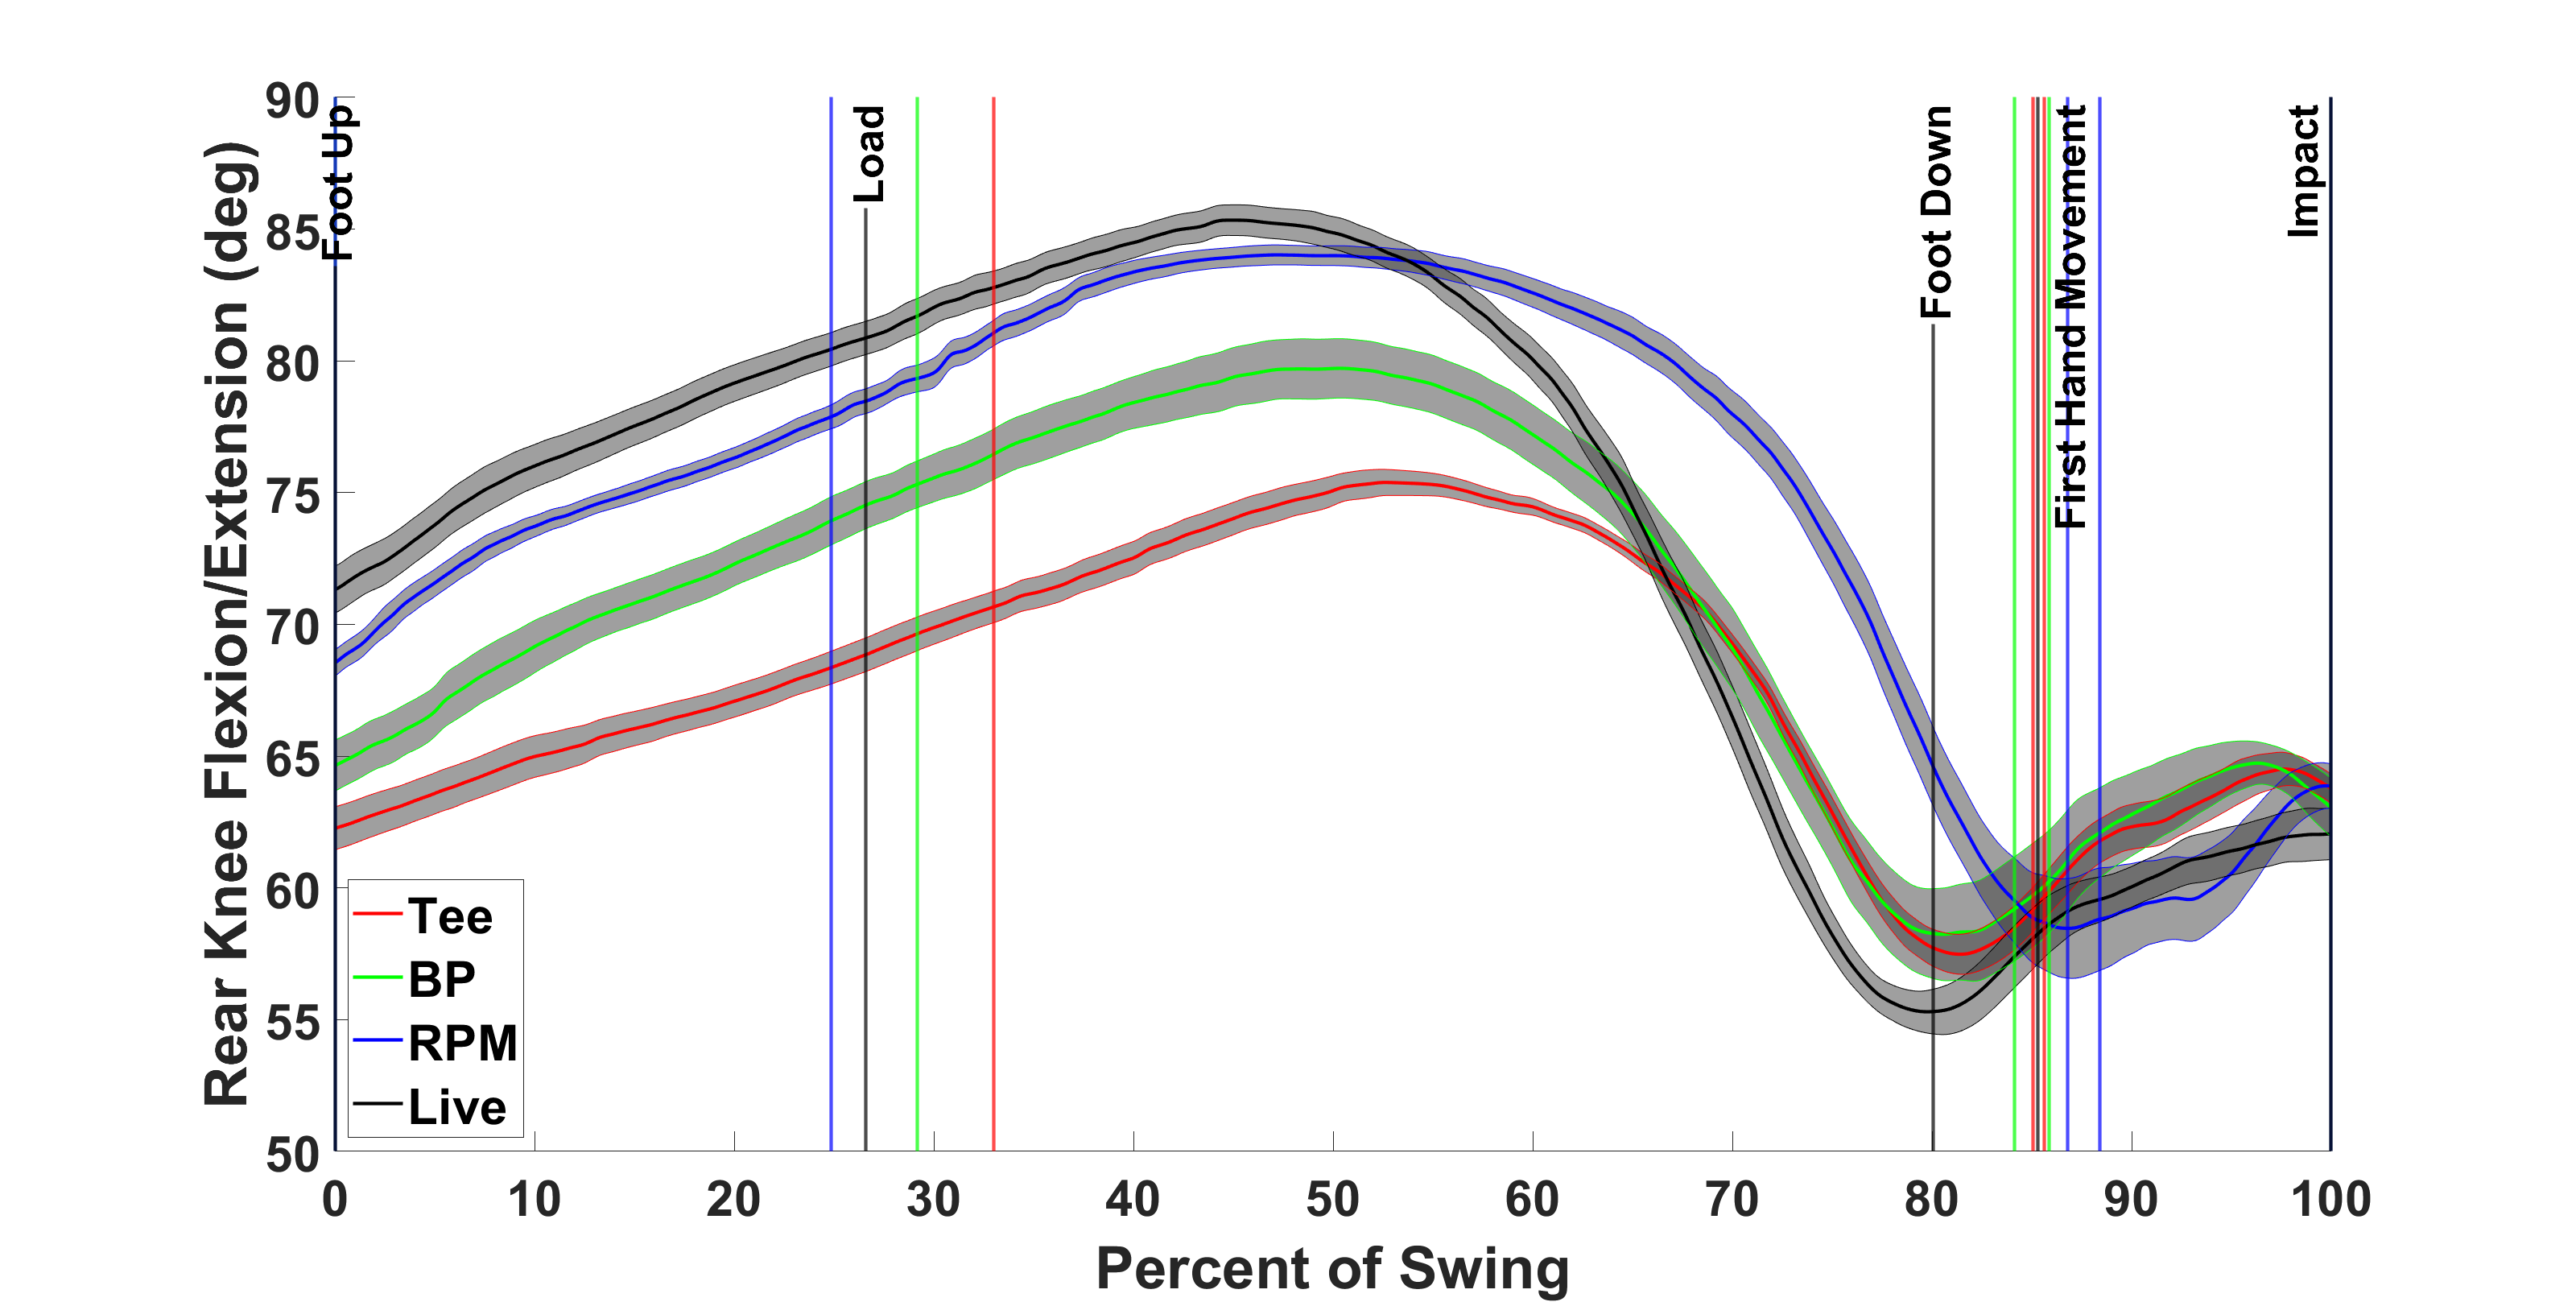 Rear Knee Flexion/Extension (deg)
90
85
80
75
70
65
60
55
50
Foot Up
Load
Foot Down
First Hand Movement
Impact
Tee
BP
RPM
Live
0 10 20 30 40 50 60 70 80 90 100
Percent of Swing